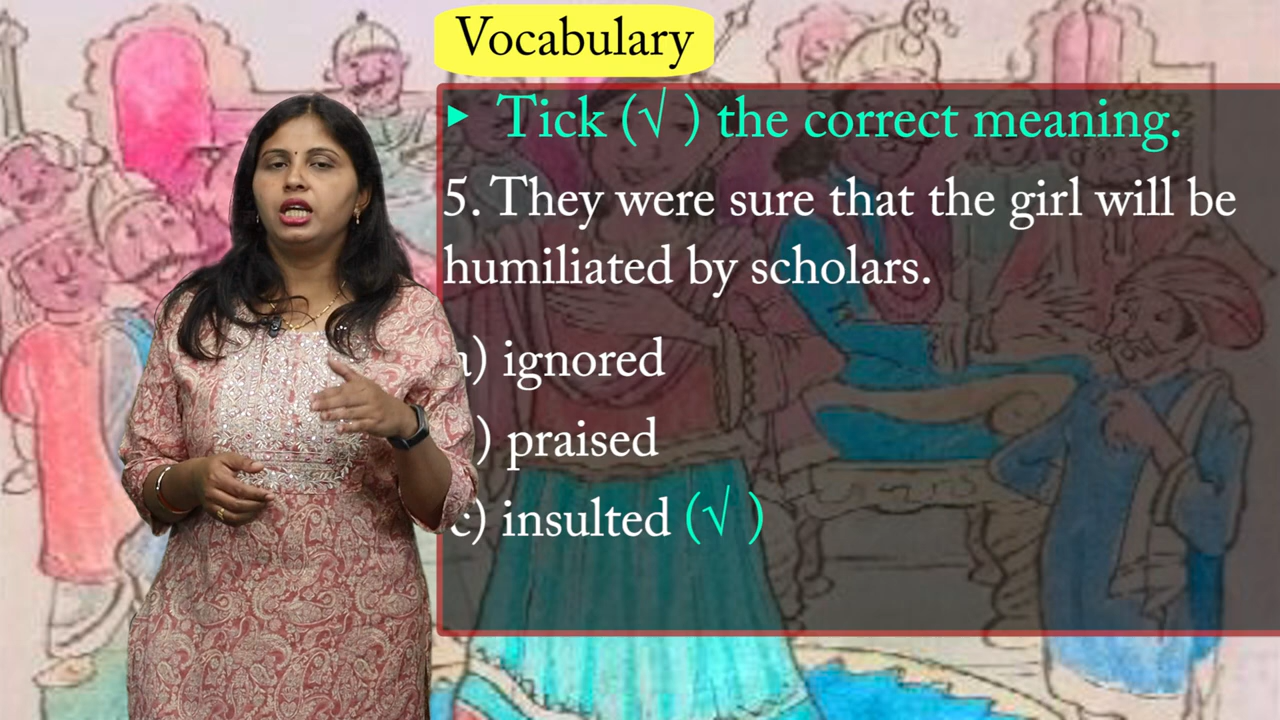 Vocabulary
▶ Tick (√ ) the correct meaning.
5. They were sure that the girl will be
humiliated by scholars.
a) ignored
) praised
c) insulted (√ )